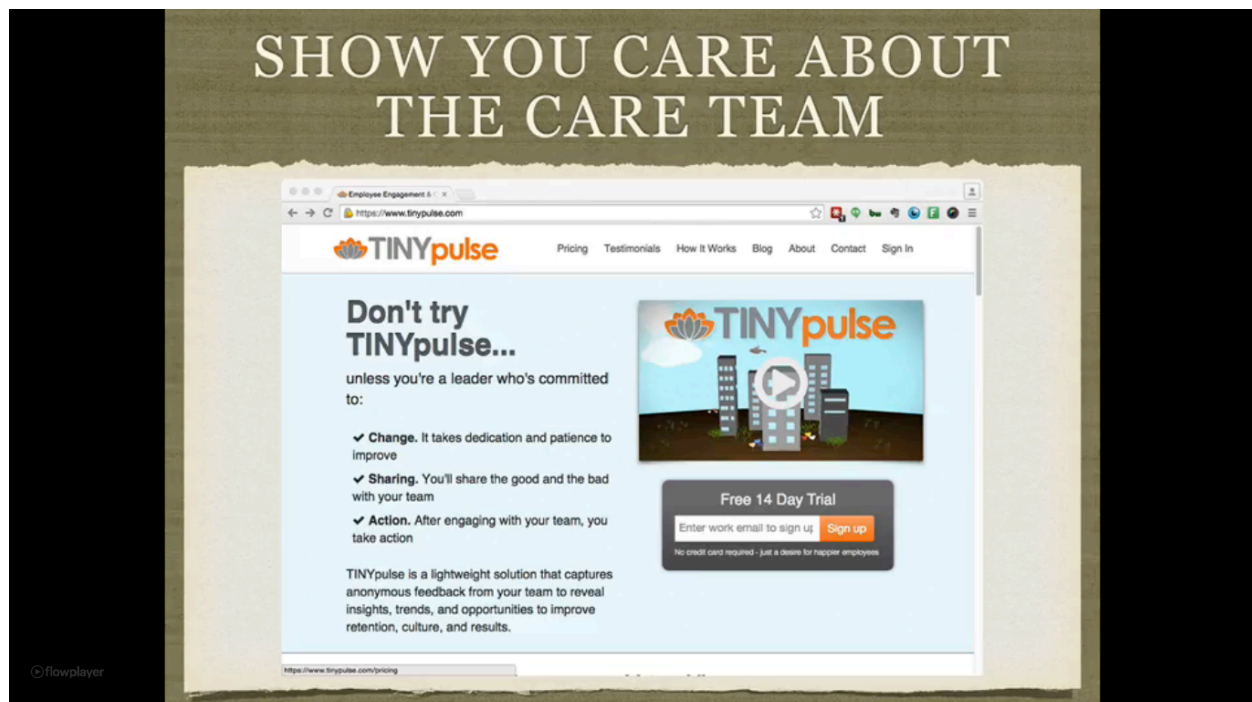 SHOW YOU CARE ABOUT
THE CARE TEAM
Employee Engagement &
https://www.tinypulse.com
TINYpulse
Pricing Testimonials How It Works Blog About Contact Sign In
Don't try
TINYpulse...
unless you're a leader who's committed
to:
✔ Change. It takes dedication and patience to
improve
✔ Sharing. You'll share the good and the bad
with your team
✔ Action. After engaging with your team, you
take action
TINYpulse is a lightweight solution that captures
anonymous feedback from your team to reveal
insights, trends, and opportunities to improve
retention, culture, and results.
TINYpulse
Free 14 Day Trial
Enter work email to sign up
Sign up
No credit card required - just a desire for happier employees
https://www.tinypulse.com/pricing
flowplayer